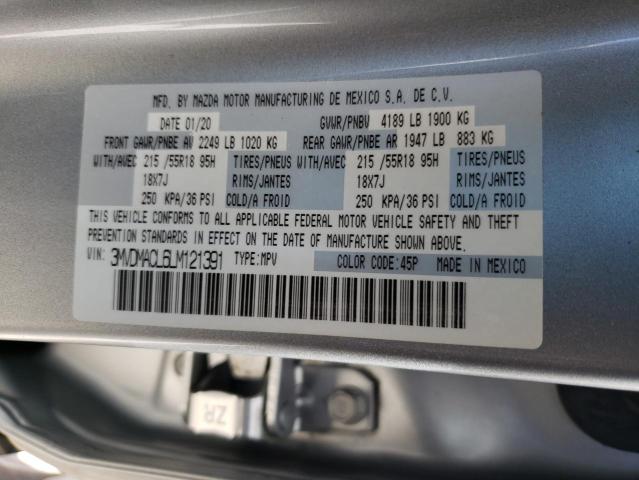 MFD. BY MAZDA MOTOR MANUFACTURING DE MEXICO S.A. DE C.V.
DATE 01/20 GVWR/PNBV 4189 LB 1900 KG
FRONT GAWR/PNBE AV 2249 LB 1020 KG REAR GAWR/PNBE AR 1947 LB 883 KG
WITH/AVEC 215 /55R18 95H TIRES/PNEUS WITH/AVEC 215 /55R18 95H TIRES/PNEUS
18X7J RIMS/JANTES 18X7J RIMS/JANTES
250 KPA/36 PSI COLD/A FROID 250 KPA/36 PSI COLD/A FROID
THIS VEHICLE CONFORMS TO ALL APPLICABLE FEDERAL MOTOR VEHICLE SAFETY AND THEFT
PREVENTION STANDARDS IN EFFECT ON THE DATE OF MANUFACTURE SHOWN ABOVE.
VIN: 3MVDMACL6LM121391 TYPE:MPV COLOR CODE:45P MADE IN MEXICO
ZR